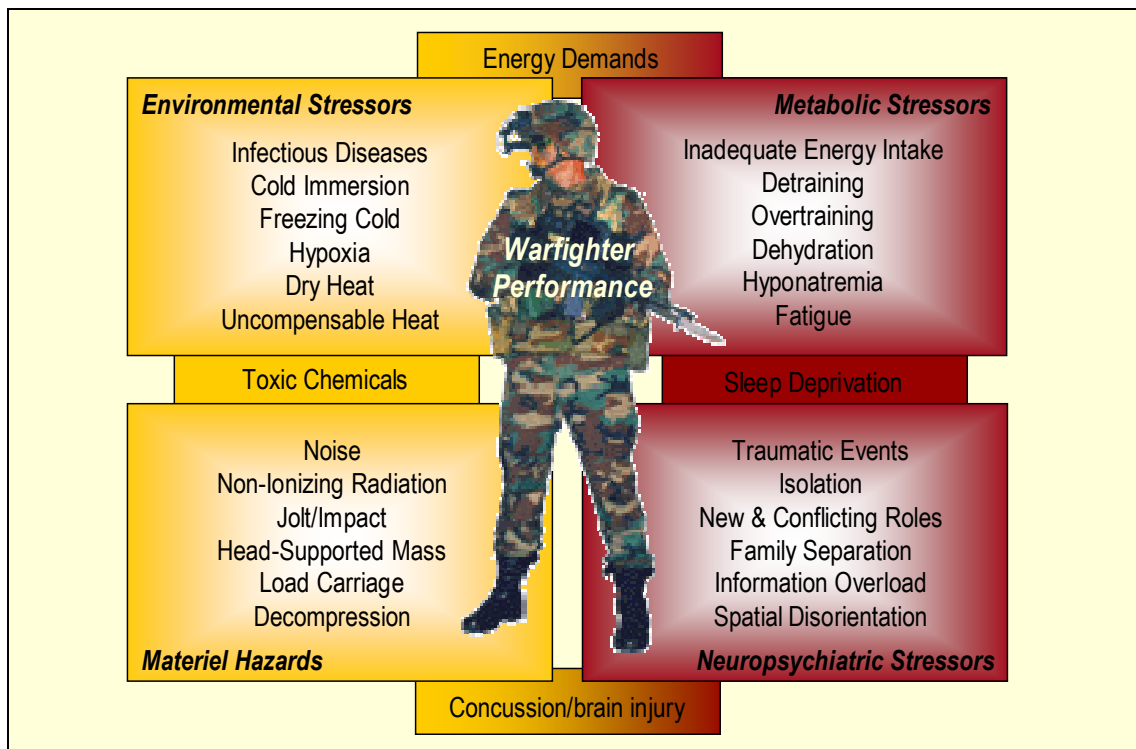 Energy Demands
Environmental Stressors
Infectious Diseases
Cold Immersion
Freezing Cold
Hypoxia
Dry Heat
Uncompensable Heat
Metabolic Stressors
Inadequate Energy Intake
Detraining
Overtraining
Dehydration
Hyponatremia
Fatigue
Warfighter
Performance
Toxic Chemicals
Sleep Deprivation
Noise
Non-Ionizing Radiation
Jolt/Impact
Head-Supported Mass
Load Carriage
Decompression
Materiel Hazards
Traumatic Events
Isolation
New & Conflicting Roles
Family Separation
Information Overload
Spatial Disorientation
Neuropsychiatric Stressors
Concussion/brain injury